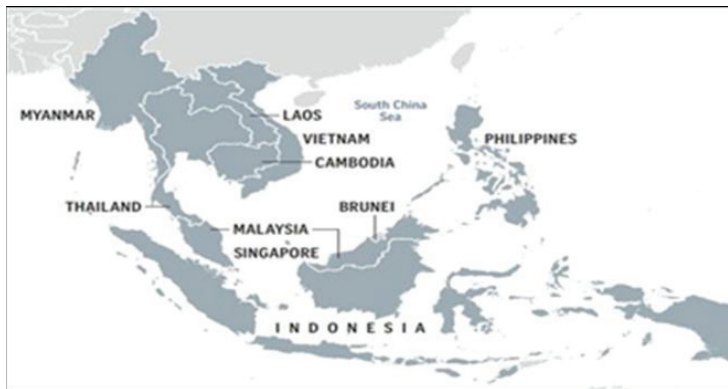 MYANMAR
LAOS
South China
Sea
VIETNAM
PHILIPPINES
CAMBODIA
THAILAND
BRUNEI
MALAYSIA
SINGAPORE
INDONESIA